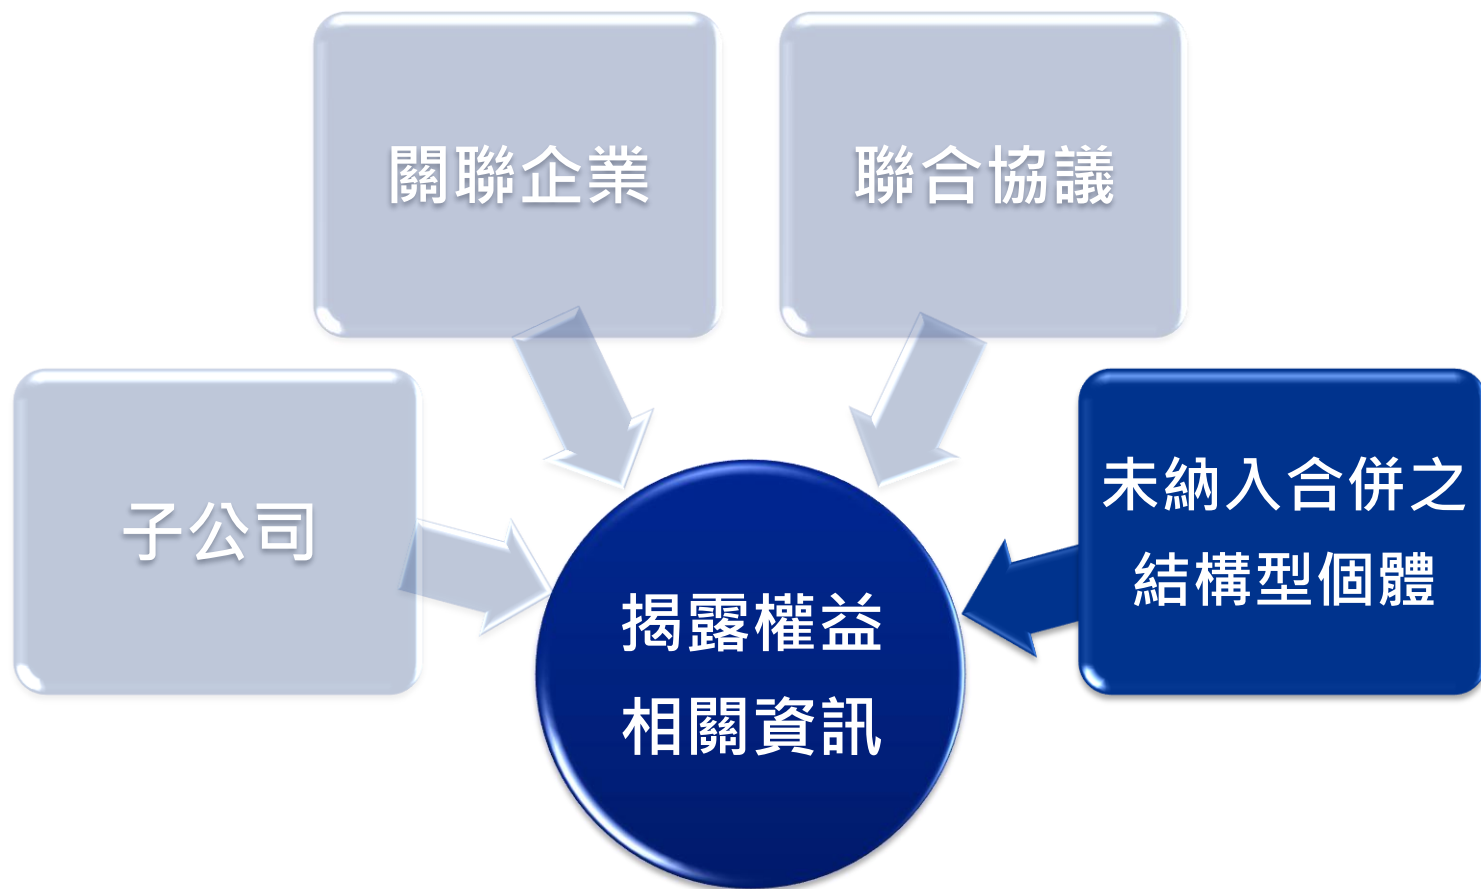 關聯企業
聯合協議
子公司
未納入合併之
結構型個體
揭露權益
相關資訊